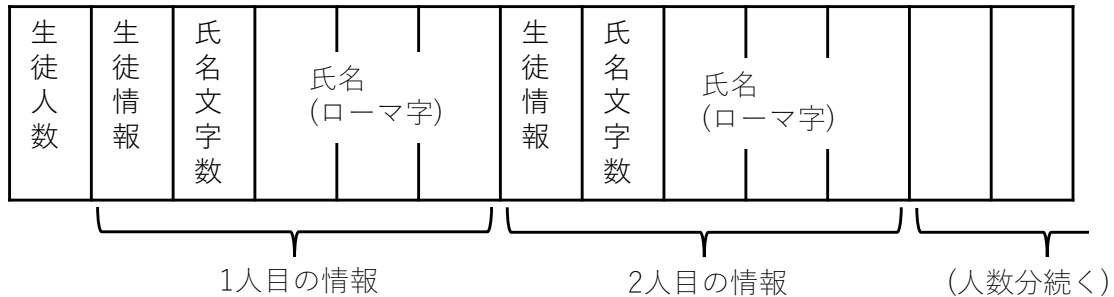 生徒人数
生徒情報
氏名文字数
氏名
(ローマ字)
生徒情報
氏名文字数
氏名
(ローマ字)
1人目の情報
2人目の情報
(人数分続く)